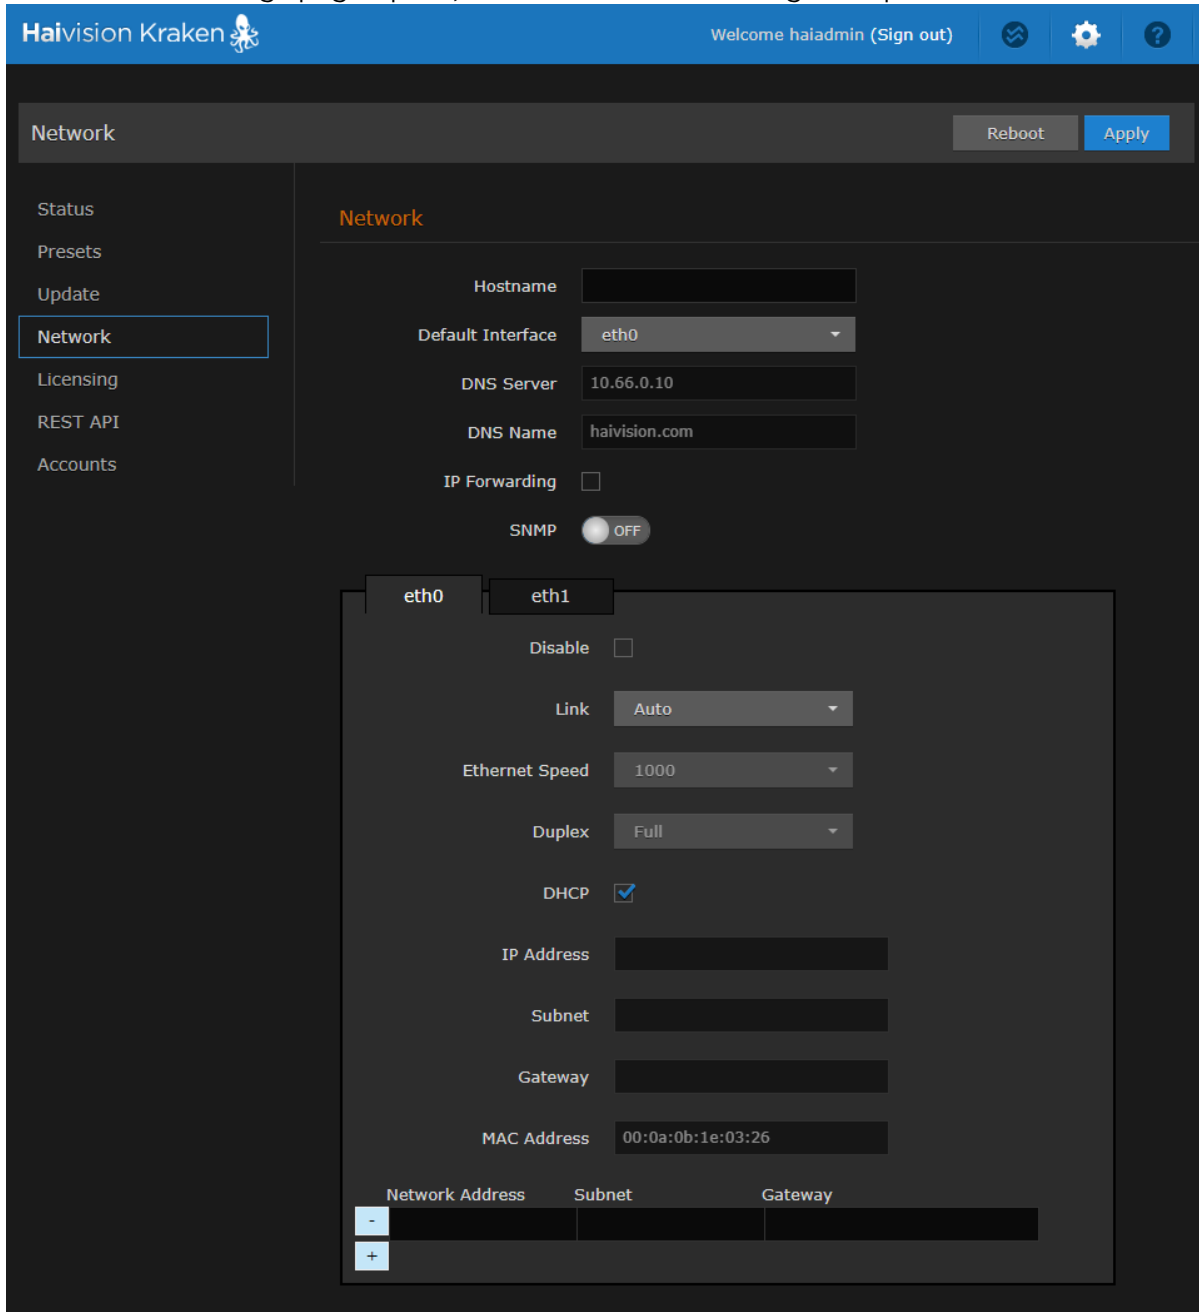 Haivision Kraken
Welcome haiadmin (Sign out)
?
Network
Reboot
Apply
Status
Presets
Update
Network
Licensing
REST API
Accounts
Network
Hostname
Default Interface eth0
DNS Server 10.66.0.10
DNS Name haivision.com
IP Forwarding
SNMP OFF
eth0 eth1
Disable
Link Auto
Ethernet Speed 1000
Duplex Full
DHCP
IP Address
Subnet
Gateway
MAC Address 00:0a:0b:1e:03:26
Network Address Subnet Gateway
-
+